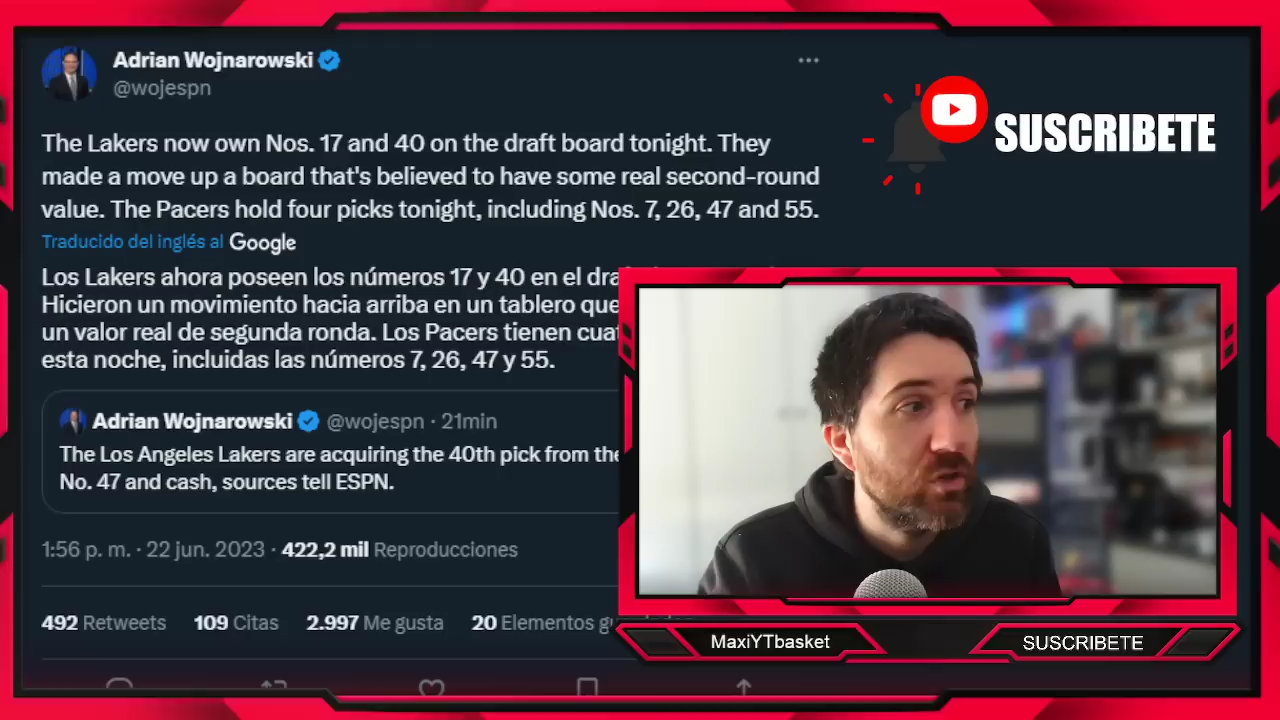 Adrian Wojnarowski
@wojespn
SUSCRIBETE
The Lakers now own Nos. 17 and 40 on the draft board tonight. They
made a move up a board that's believed to have some real second-round
value. The Pacers hold four picks tonight, including Nos. 7, 26, 47 and 55.
Traducido del inglés al Google
Los Lakers ahora poseen los números 17 y 40 en el
Hicieron un movimiento hacia arriba en un tablero que
un valor real de segunda ronda. Los Pacers tienen
esta noche, incluidas las números 7, 26, 47 y 55.
Adrian Wojnarowski @wojespn · 21min
The Los Angeles Lakers are acquiring the 40th pick from the
No. 47 and cash, sources tell ESPN.
1:56 p. m. · 22 jun. 2023 · 422,2 mil Reproducciones
492 Retweets 109 Citas 2.997 Me gusta 20 Elementos
MaxiYTbasket
SUSCRIBETE